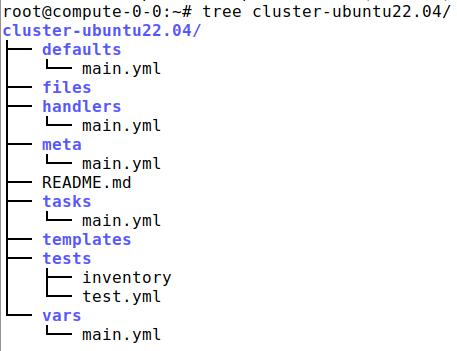 root@compute-0-0:~# tree cluster-ubuntu22.04/
cluster-ubuntu22.04/
├── defaults
│   └── main.yml
├── files
├── handlers
│   └── main.yml
├── meta
│   └── main.yml
├── README.md
├── tasks
│   └── main.yml
├── templates
├── tests
│   ├── inventory
│   └── test.yml
└── vars
    └── main.yml